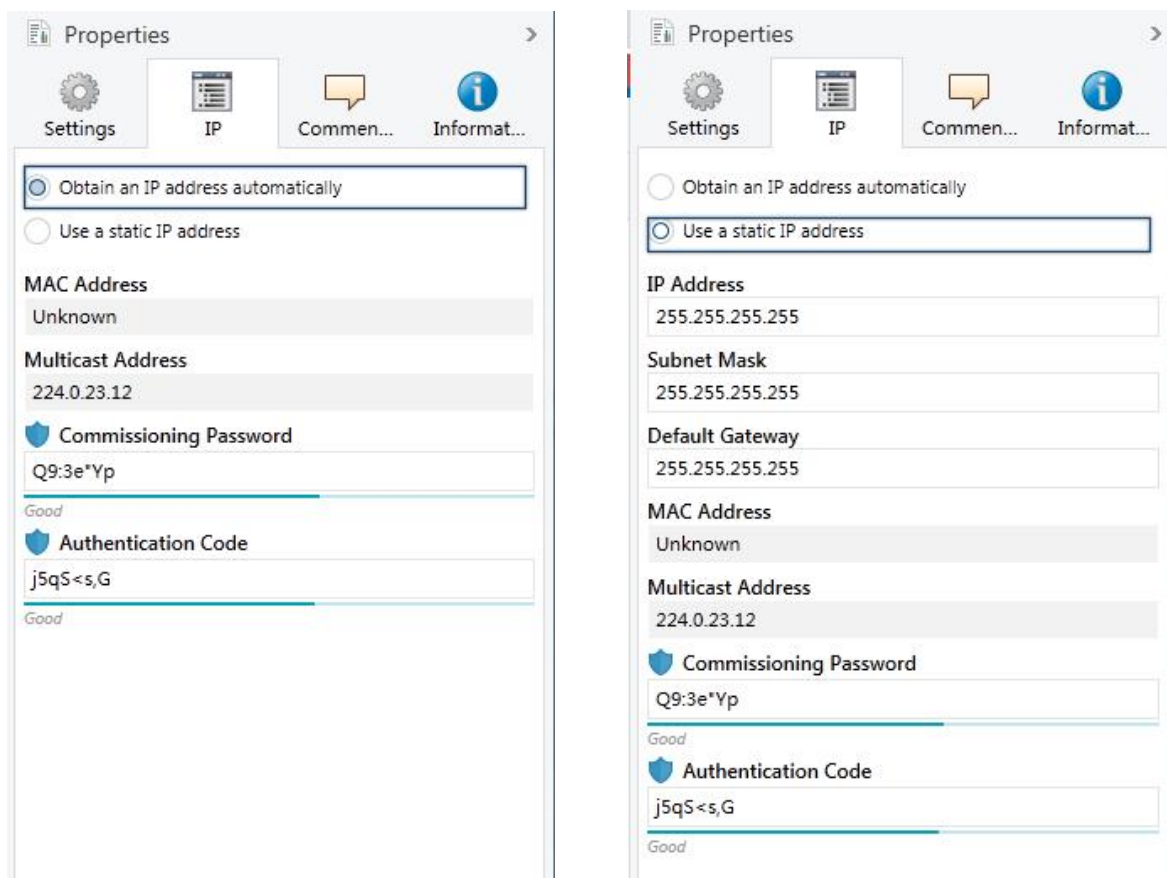 Properties
Settings IP Commen... Informat...
Obtain an IP address automatically
Use a static IP address
MAC Address
Unknown
Multicast Address
224.0.23.12
Commissioning Password
Q9:3e"Yp
Good
Authentication Code
j5qS<s,G
Good
Properties
Settings IP Commen... Informat...
Obtain an IP address automatically
Use a static IP address
IP Address
255.255.255.255
Subnet Mask
255.255.255.255
Default Gateway
255.255.255.255
MAC Address
Unknown
Multicast Address
224.0.23.12
Commissioning Password
Q9:3e"Yp
Good
Authentication Code
j5qS<s,G
Good